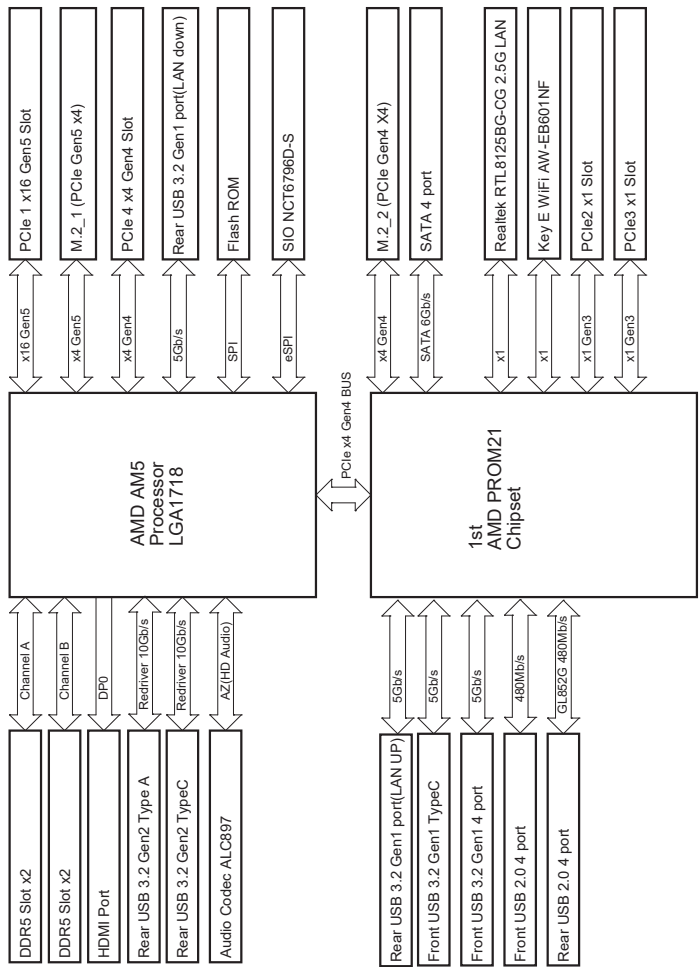 PCIe 1 x16 Gen5 Slot
M.2_1 (PCIe Gen5 x4)
PCIe 4 x4 Gen4 Slot
Rear USB 3.2 Gen1 port(LAN down)
Flash ROM
SIO NCT6796D-S
x16 Gen5
x4 Gen5
x4 Gen4
5Gb/s
SPI
eSPI
AMD AM5
Processor
LGA1718
Channel A
Channel B
DP0
Redriver 10Gb/s
Redriver 10Gb/s
AZ(HD Audio)
DDR5 Slot x2
DDR5 Slot x2
HDMI Port
Rear USB 3.2 Gen2 Type A
Rear USB 3.2 Gen2 TypeC
Audio Codec ALC897
PCIe x4 Gen4 BUS
M.2_2 (PCIe Gen4 X4)
SATA 4 port
Realtek RTL8125BG-CG 2.5G LAN
Key E WiFi AW-EB601NF
PCIe2 x1 Slot
PCIe3 x1 Slot
x4 Gen4
SATA 6Gb/s
x1
x1
x1 Gen3
x1 Gen3
1st
AMD PROM21
Chipset
5Gb/s
5Gb/s
5Gb/s
480Mb/s
GL852G 480Mb/s
Rear USB 3.2 Gen1 port(LAN UP)
Front USB 3.2 Gen1 TypeC
Front USB 3.2 Gen1 4 port
Front USB 2.0 4 port
Rear USB 2.0 4 port